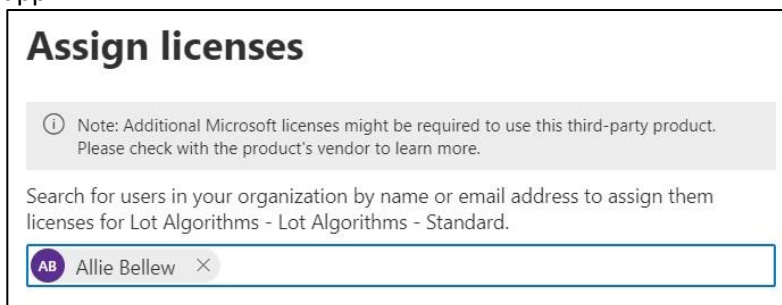 Assign licenses
Note: Additional Microsoft licenses might be required to use this third-party product.
Please check with the product's vendor to learn more.
Search for users in your organization by name or email address to assign them
licenses for Lot Algorithms - Lot Algorithms - Standard.
AB Allie Bellew